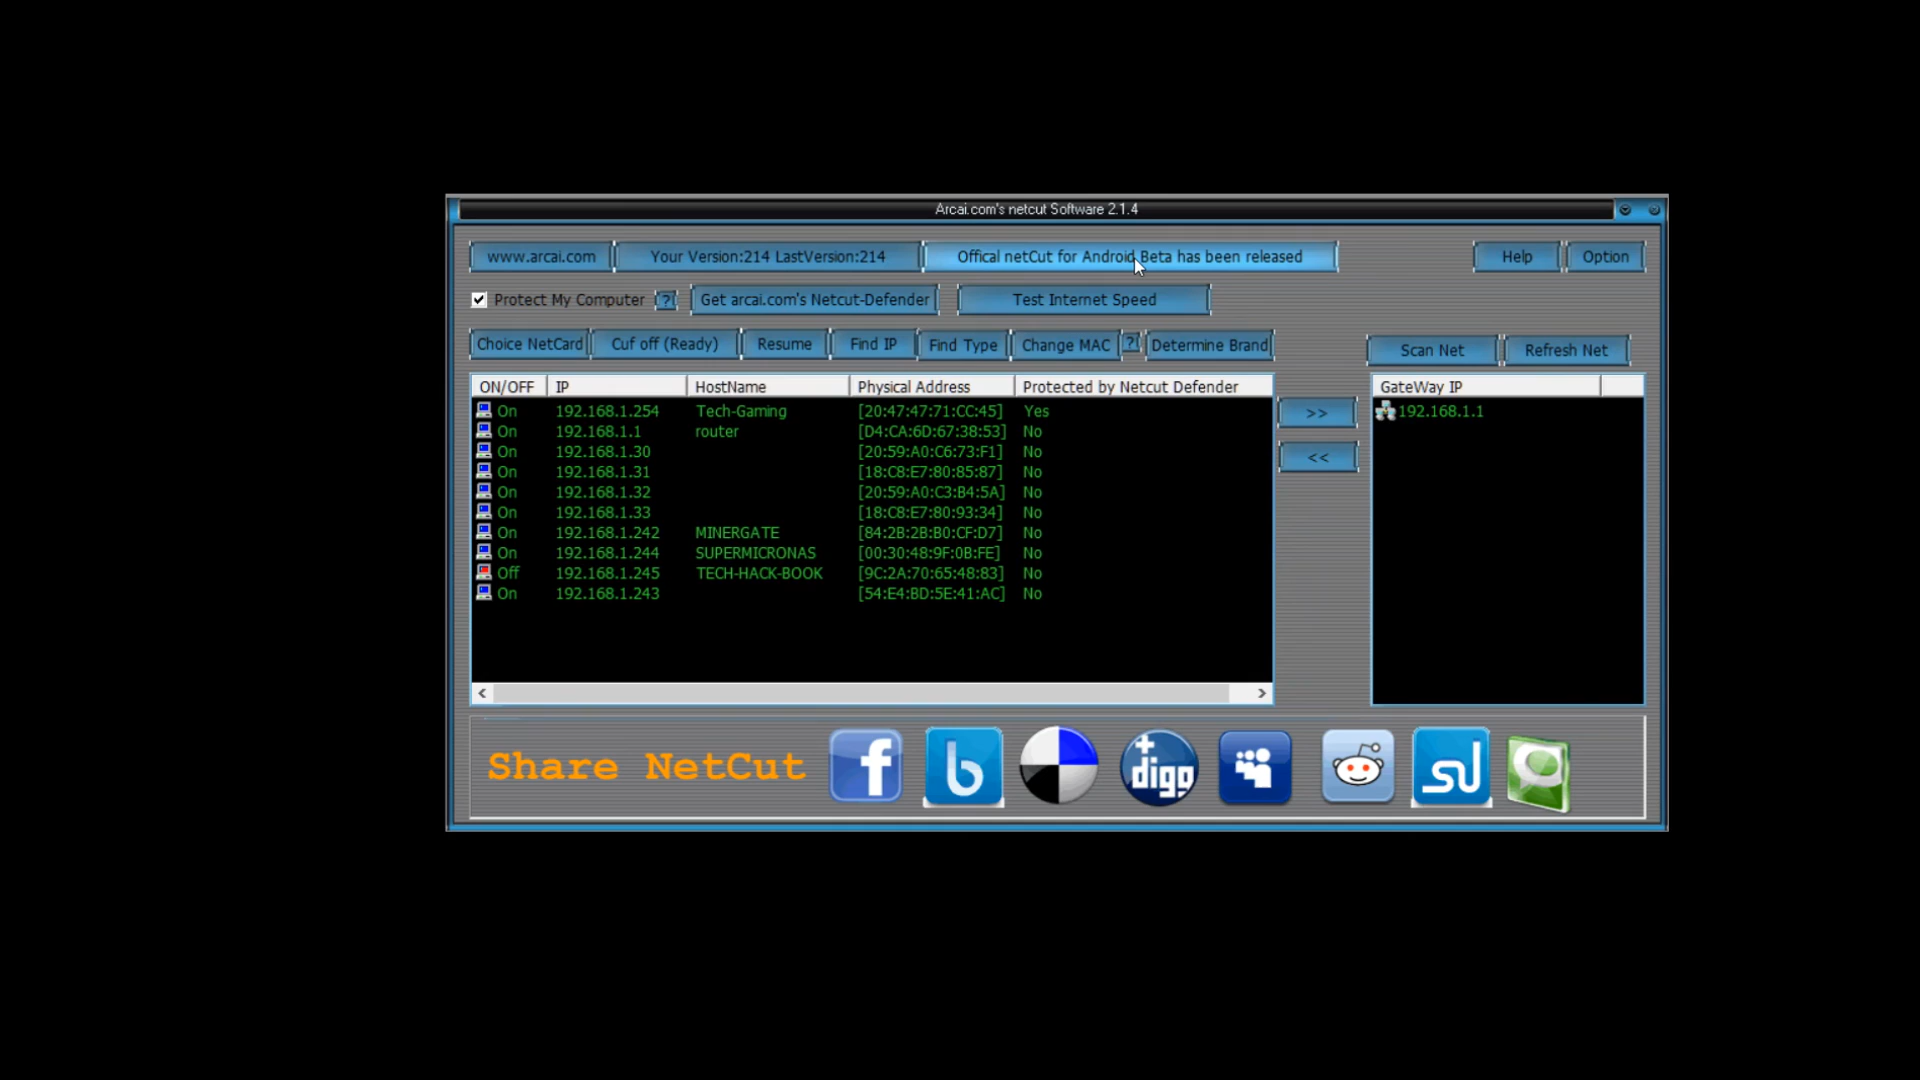 Arcai.com's netcut Software 2.1.4
www.arcai.com Your Version:214 LastVersion:214 Offical netCut for Android Beta has been released Help Option
Protect My Computer ? Get arcai.com's Netcut-Defender Test Internet Speed
Choice NetCard Cuf off (Ready) Resume Find IP Find Type Change MAC ? Determine Brand Scan Net Refresh Net
ON/OFF IP HostName Physical Address Protected by Netcut Defender GateWay IP
On 192.168.1.254 Tech-Gaming [20:47:47:71:CC:45] Yes >> 192.168.1.1
On 192.168.1.1 router [D4:CA:6D:67:38:53] No
On 192.168.1.30 [20:59:A0:C6:73:F1] No <<
On 192.168.1.31 [18:C8:E7:80:85:87] No
On 192.168.1.32 [20:59:A0:C3:B4:5A] No
On 192.168.1.33 [18:C8:E7:80:93:34] No
On 192.168.1.242 MINERGATE [84:2B:2B:B0:CF:D7] No
On 192.168.1.244 SUPERMICRONAS [00:30:48:9F:0B:FE] No
Off 192.168.1.245 TECH-HACK-BOOK [9C:2A:70:65:48:83] No
On 192.168.1.243 [54:E4:BD:5E:41:AC] No
Share NetCut f b +digg su